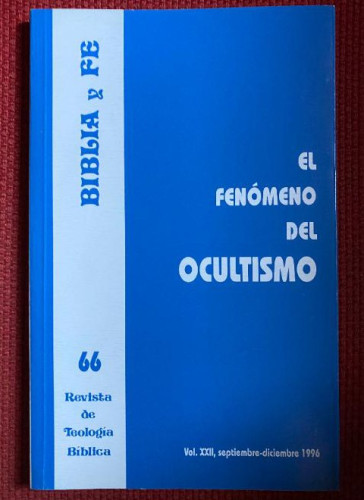 BIBLIA y FE
EL
FENÓMENO
DEL
OCULTISMO
66
Revista
de
Teología
Bíblica
Vol. XXII, septiembre-diciembre 1996